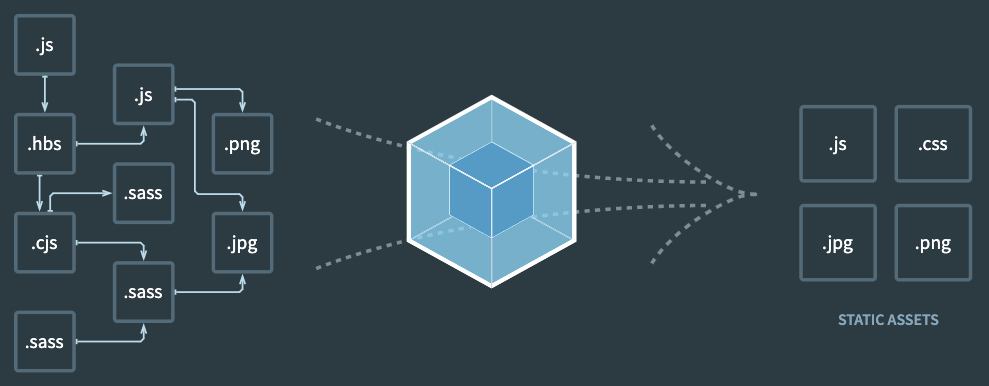 .js
.js
.hbs
.png
.sass
.cjs
.jpg
.sass
.sass
.js
.css
.jpg
.png
STATIC ASSETS